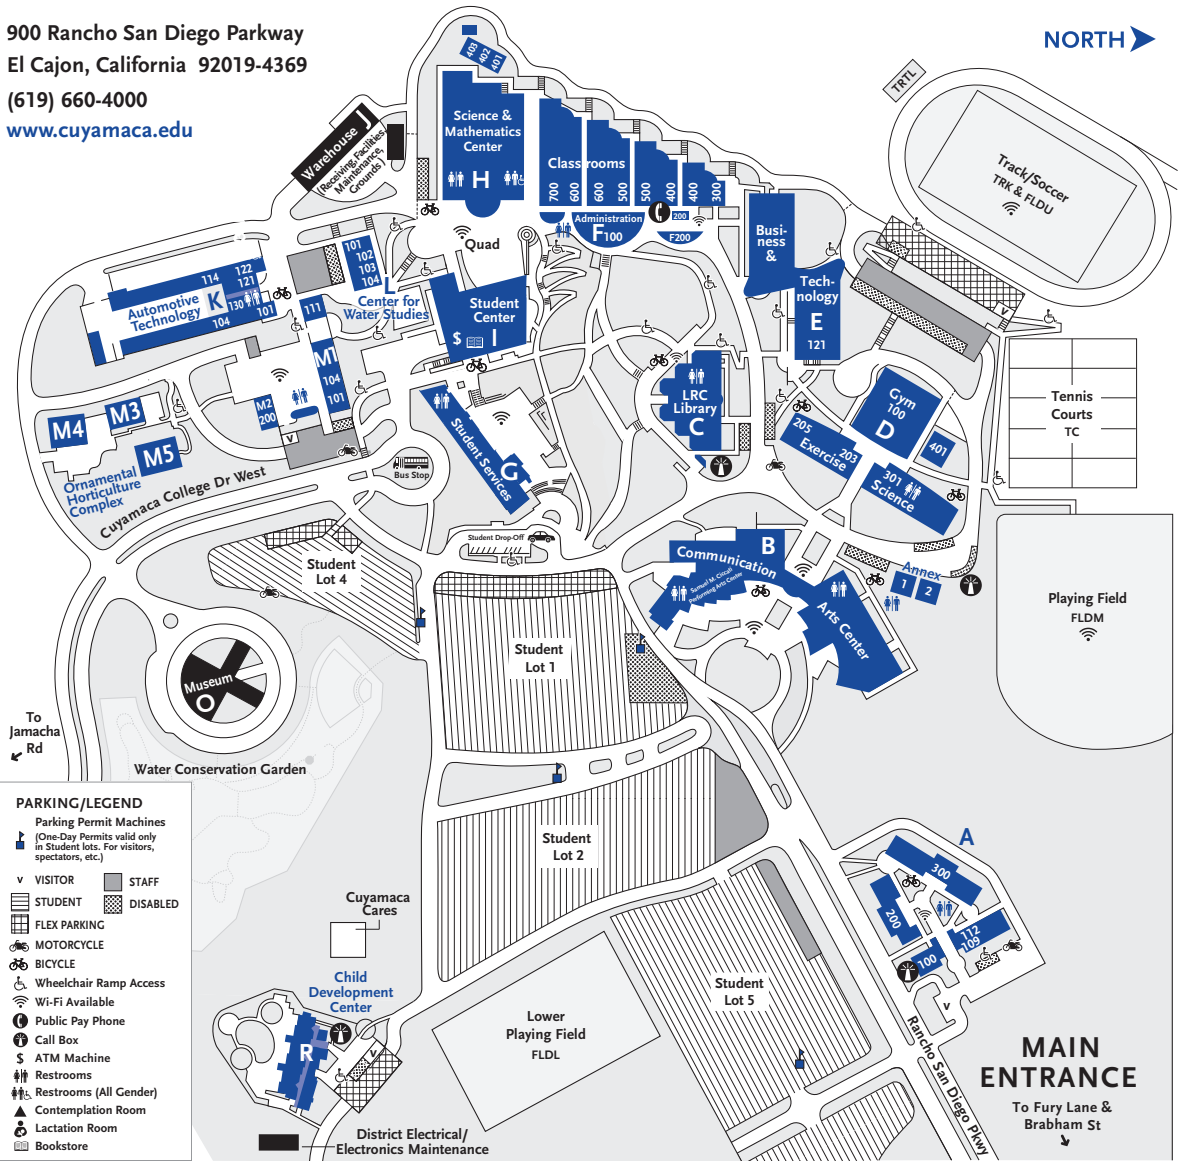 900 Rancho San Diego Parkway
El Cajon, California 92019-4369
(619) 660-4000
www.cuyamaca.edu
NORTH
403
402
401
Science &
Mathematics
Center
H
Warehouse J
(Receiving, Facilities,
Maintenance,
Grounds)
Classrooms
700
600
600
500
500
400
400
300
Administration
F100
200
F200
Quad
TRTL
Track/Soccer
TRK & FLDU
Busi-
ness
&
Tech-
nology
E
121
101
102
103
104
L
Center for
Water Studies
Student
Center
$ I
114
122
121
Automotive
Technology
K
130
101
104
111
M1
104
101
M2
200
V
M4
M3
M5
Ornamental
Horticulture
Complex
Cuyamaca College Dr West
Bus Stop
Student Services
G
LRC
Library
C
Gym
100
D
401
205
203
Exercise
301
Science
V
Tennis
Courts
TC
Student Drop-Off
B
Communication
Samuel M. Ciccati
Performing Arts Center
Arts Center
Annex
1
2
Playing Field
FLDM
Student
Lot 4
Student
Lot 1
Museum
O
To
Jamacha
Rd
Water Conservation Garden
Student
Lot 2
A
300
200
112
109
100
V
Cuyamaca
Cares
Child
Development
Center
R
V
Student
Lot 5
Lower
Playing Field
FLDL
Rancho San Diego Pkwy
MAIN
ENTRANCE
To Fury Lane &
Brabham St
District Electrical/
Electronics Maintenance
PARKING/LEGEND
Parking Permit Machines
(One-Day Permits valid only
in Student lots. For visitors,
spectators, etc.)
V VISITOR
STAFF
STUDENT
DISABLED
FLEX PARKING
MOTORCYCLE
BICYCLE
Wheelchair Ramp Access
Wi-Fi Available
Public Pay Phone
Call Box
$ ATM Machine
Restrooms
Restrooms (All Gender)
Contemplation Room
Lactation Room
Bookstore